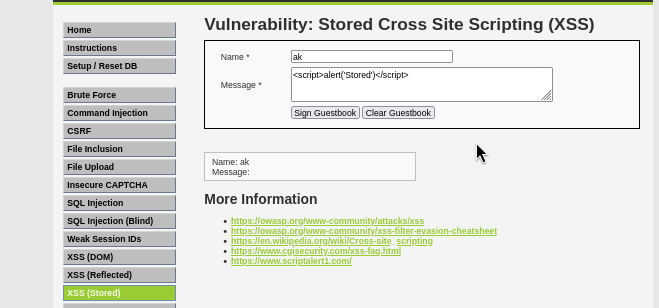 Home
Instructions
Setup / Reset DB
Brute Force
Command Injection
CSRF
File Inclusion
File Upload
Insecure CAPTCHA
SQL Injection
SQL Injection (Blind)
Weak Session IDs
XSS (DOM)
XSS (Reflected)
XSS (Stored)
Vulnerability: Stored Cross Site Scripting (XSS)
Name * ak
Message * <script>alert('Stored')</script>
Sign Guestbook Clear Guestbook
Name: ak
Message:
More Information
https://owasp.org/www-community/attacks/xss
https://owasp.org/www-community/xss-filter-evasion-cheatsheet
https://en.wikipedia.org/wiki/Cross-site_scripting
https://www.cgisecurity.com/xss-faq.html
https://www.scriptalert1.com/